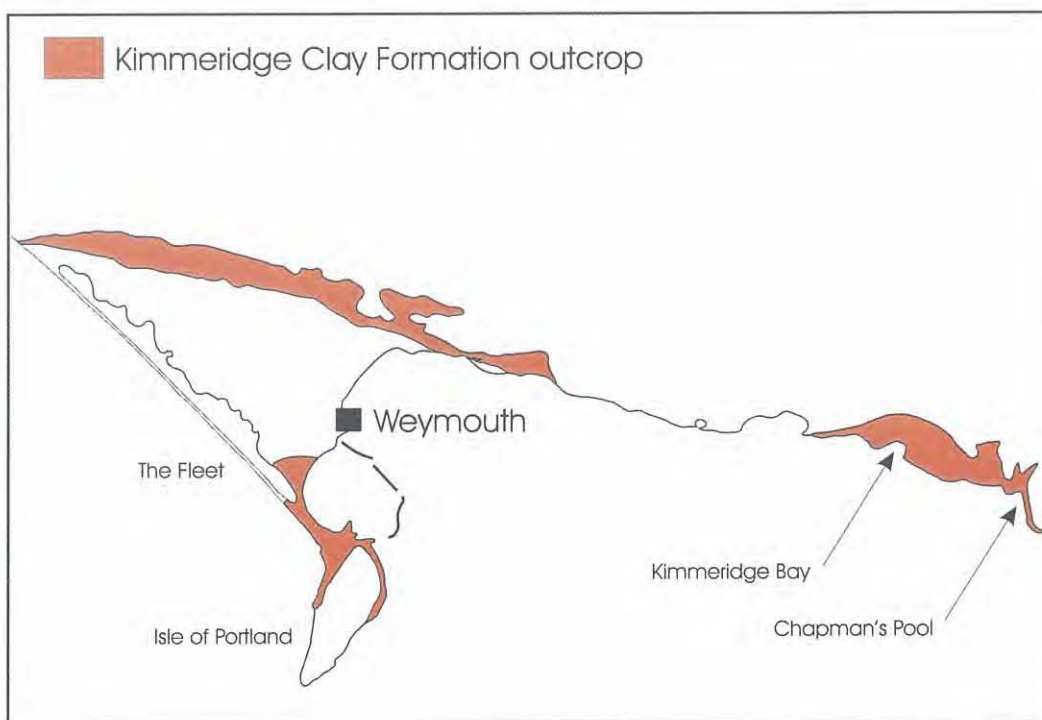 Kimmeridge Clay Formation outcrop
Weymouth
The Fleet
Kimmeridge Bay
Chapman's Pool
Isle of Portland